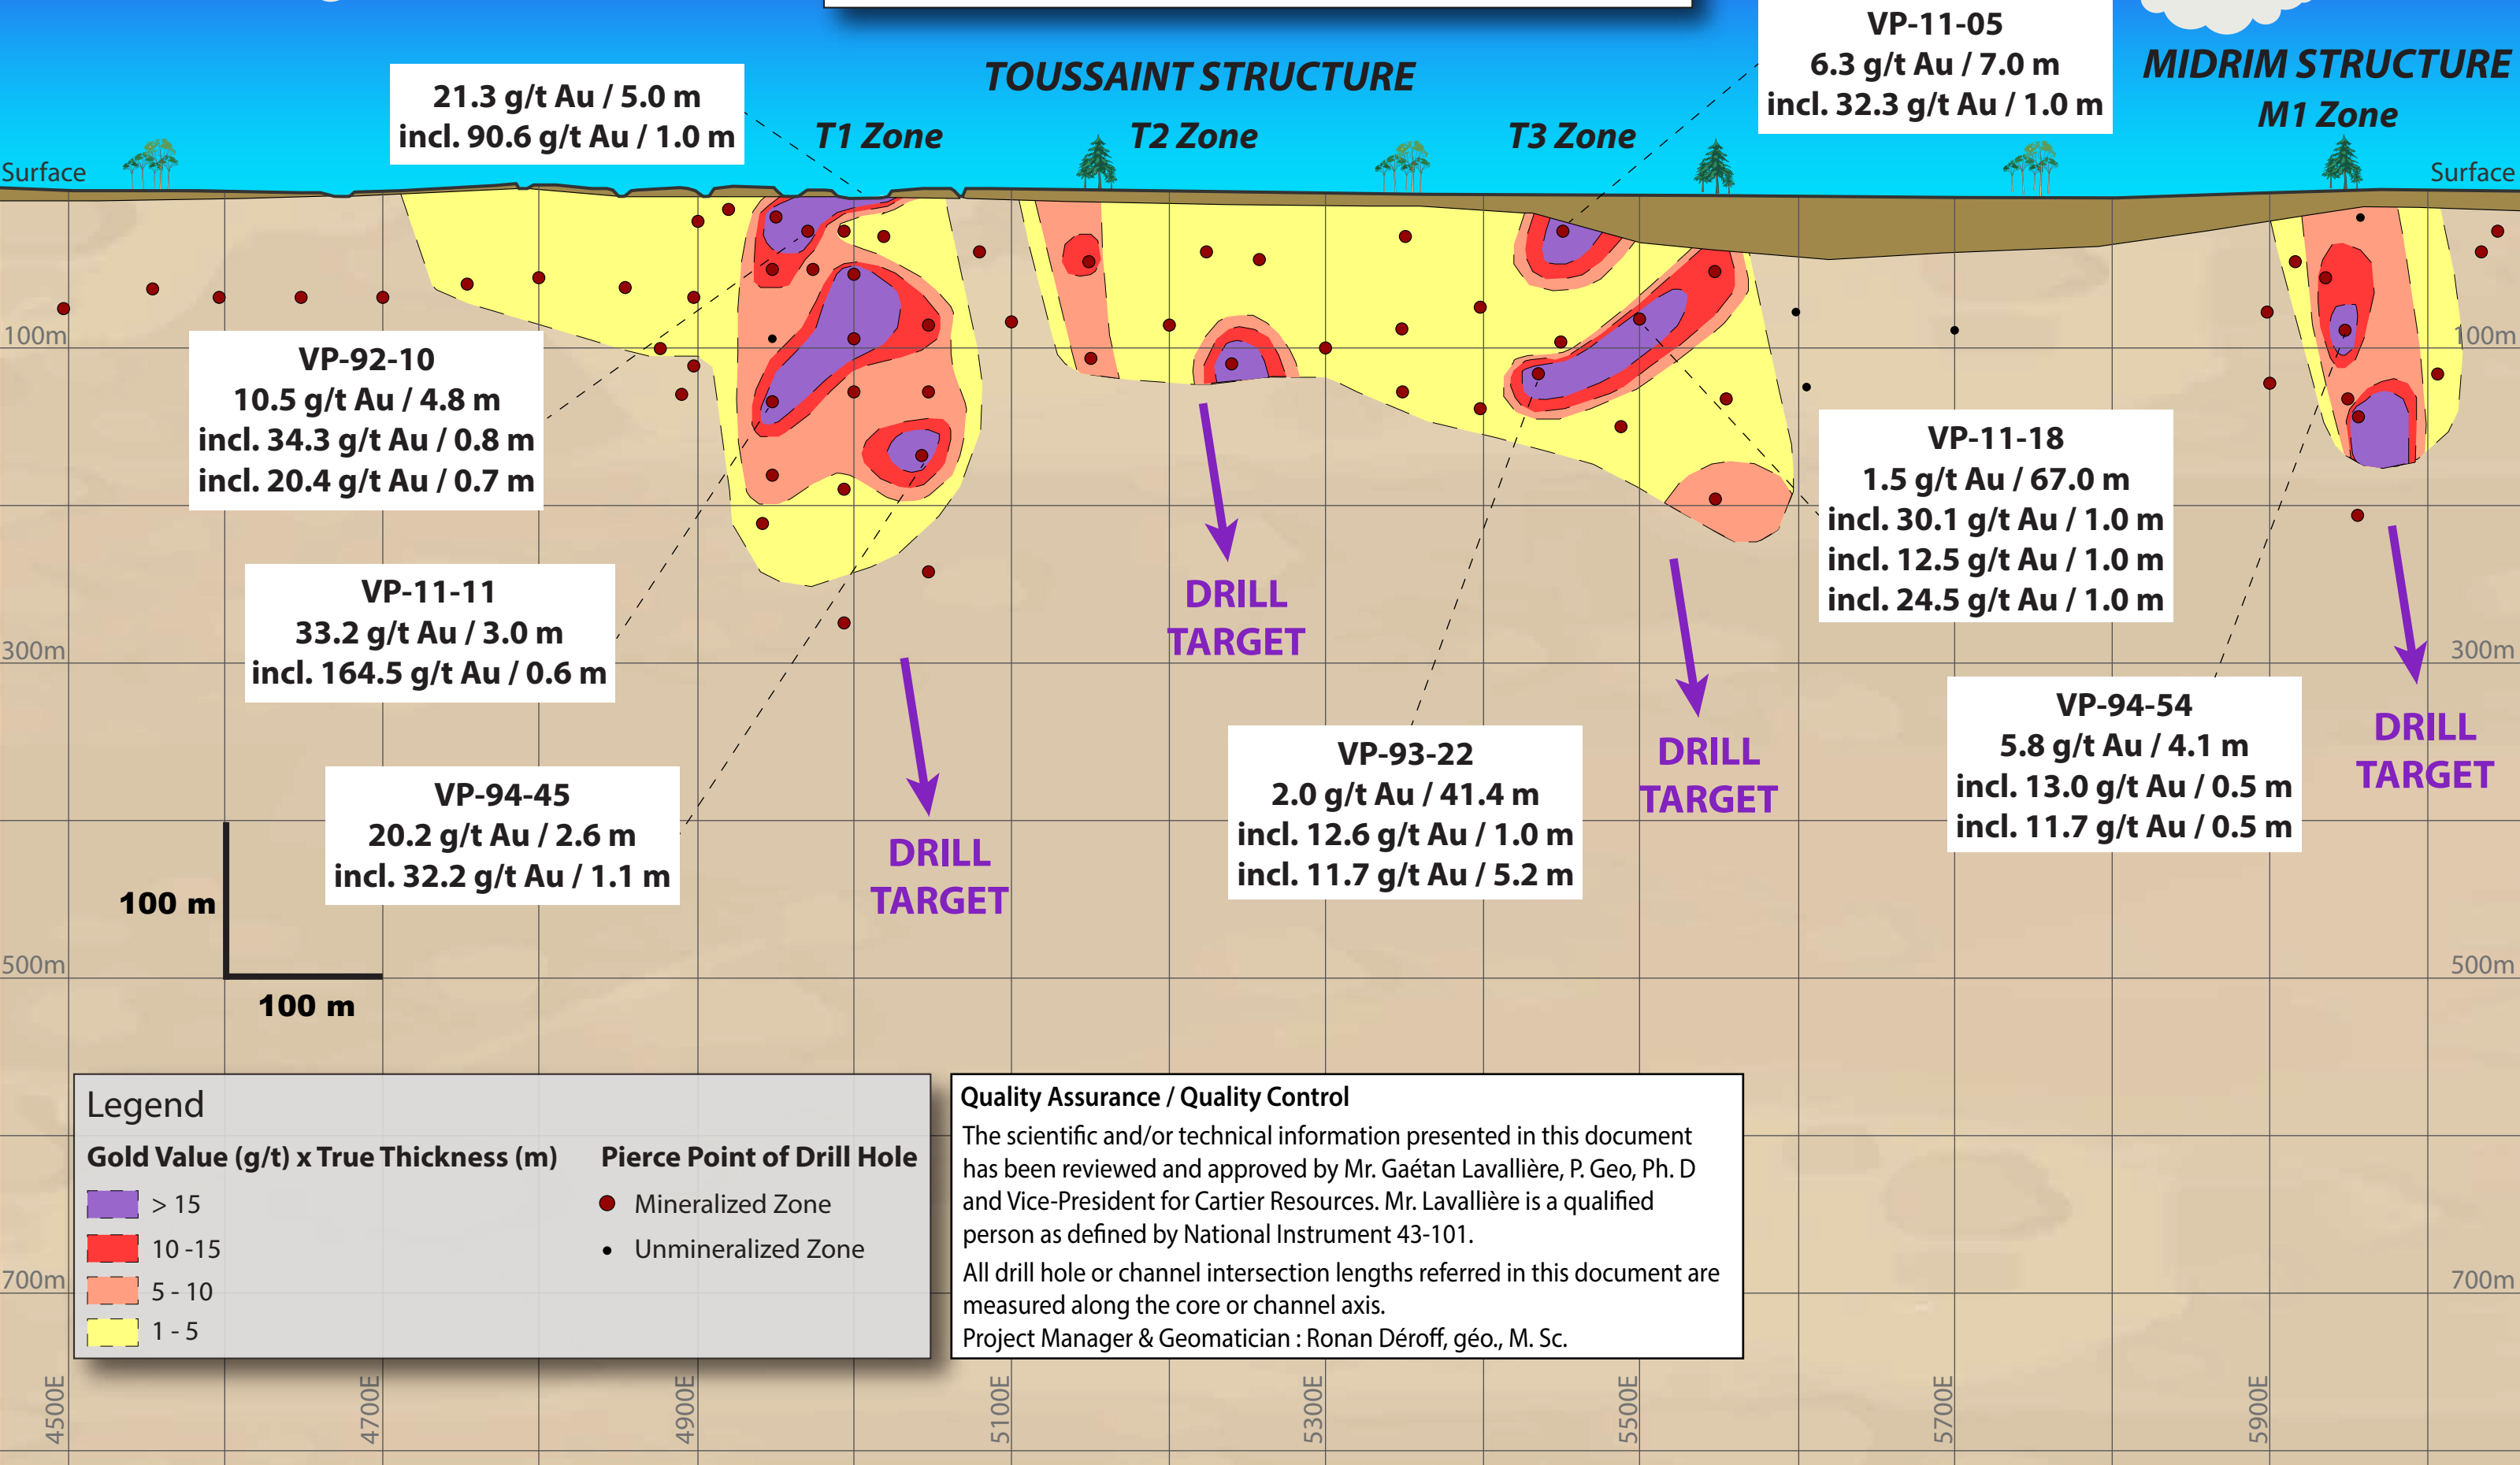 VP-11-05
6.3 g/t Au / 7.0 m
incl. 32.3 g/t Au / 1.0 m
TOUSSAINT STRUCTURE
MIDRIM STRUCTURE
M1 Zone
21.3 g/t Au / 5.0 m
incl. 90.6 g/t Au / 1.0 m
T1 Zone
T2 Zone
T3 Zone
Surface
Surface
100m
100m
VP-92-10
10.5 g/t Au / 4.8 m
incl. 34.3 g/t Au / 0.8 m
incl. 20.4 g/t Au / 0.7 m
VP-11-18
1.5 g/t Au / 67.0 m
incl. 30.1 g/t Au / 1.0 m
incl. 12.5 g/t Au / 1.0 m
incl. 24.5 g/t Au / 1.0 m
VP-11-11
33.2 g/t Au / 3.0 m
incl. 164.5 g/t Au / 0.6 m
DRILL
TARGET
300m
300m
VP-94-54
5.8 g/t Au / 4.1 m
incl. 13.0 g/t Au / 0.5 m
incl. 11.7 g/t Au / 0.5 m
DRILL
TARGET
VP-93-22
2.0 g/t Au / 41.4 m
incl. 12.6 g/t Au / 1.0 m
incl. 11.7 g/t Au / 5.2 m
DRILL
TARGET
VP-94-45
20.2 g/t Au / 2.6 m
incl. 32.2 g/t Au / 1.1 m
DRILL
TARGET
100 m
100 m
500m
500m
Legend
Gold Value (g/t) x True Thickness (m)
> 15
10 -15
5 - 10
1 - 5
Pierce Point of Drill Hole
Mineralized Zone
Unmineralized Zone
Quality Assurance / Quality Control
The scientific and/or technical information presented in this document
has been reviewed and approved by Mr. Gaétan Lavallière, P. Geo, Ph. D
and Vice-President for Cartier Resources. Mr. Lavallière is a qualified
person as defined by National Instrument 43-101.
All drill hole or channel intersection lengths referred in this document are
measured along the core or channel axis.
Project Manager & Geomatician : Ronan Déroff, géo., M. Sc.
700m
700m
4500E
4700E
4900E
5100E
5300E
5500E
5700E
5900E